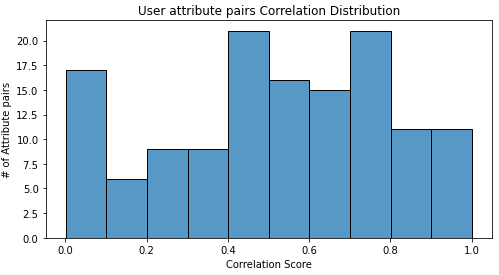 User attribute pairs Correlation Distribution
20.0
17.5
15.0
12.5
10.0
7.5
5.0
2.5
0.0
# of Attribute pairs
0.0 0.2 0.4 0.6 0.8 1.0
Correlation Score